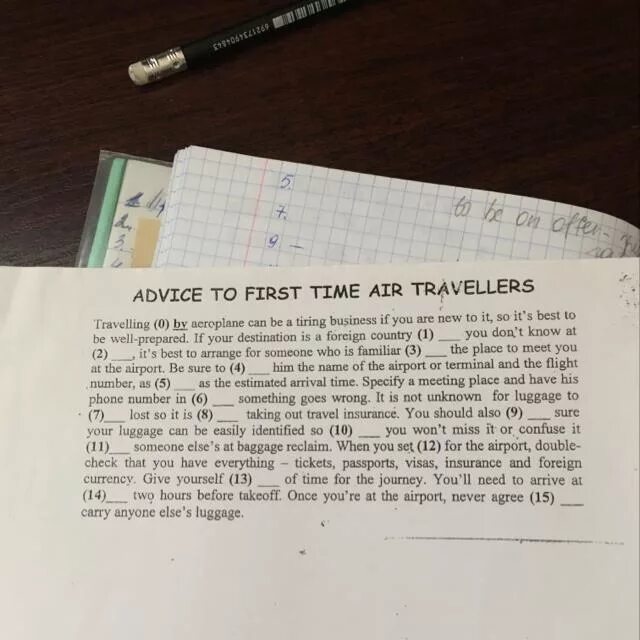 6921734904843
5.
7.
9 –
to be on offer -
2.
3.
ADVICE TO FIRST TIME AIR TRAVELLERS
Travelling (0) by aeroplane can be a tiring business if you are new to it, so it's best to
be well-prepared. If your destination is a foreign country (1) ___ you don't know at
(2) ___, it's best to arrange for someone who is familiar (3) ___ the place to meet you
at the airport. Be sure to (4) ___ him the name of the airport or terminal and the flight
number, as (5) ___ as the estimated arrival time. Specify a meeting place and have his
phone number in (6) ___ something goes wrong. It is not unknown for luggage to
(7)___ lost so it is (8) ___ taking out travel insurance. You should also (9) ___ sure
your luggage can be easily identified so (10) ___ you won't miss it or confuse it
(11)___ someone else's at baggage reclaim. When you set (12) for the airport, double-
check that you have everything – tickets, passports, visas, insurance and foreign
currency. Give yourself (13) ___ of time for the journey. You'll need to arrive at
(14)___ two hours before takeoff. Once you're at the airport, never agree (15) ___
carry anyone else's luggage.